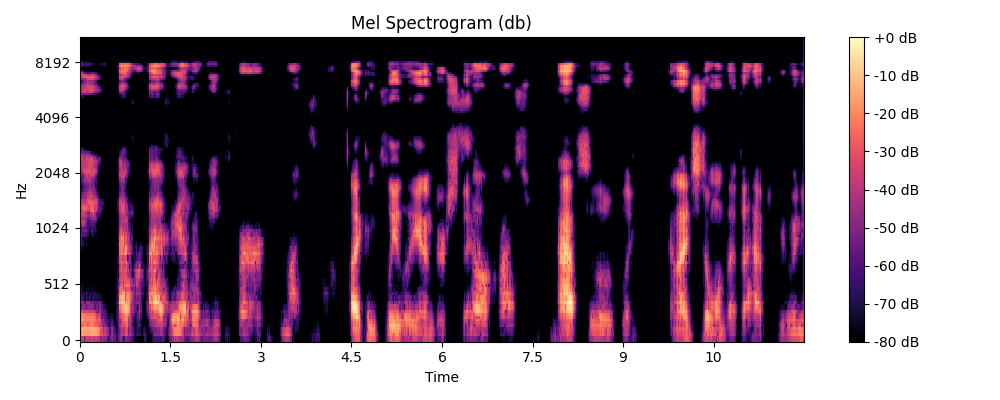 Mel Spectrogram (db)
8192
4096
2048
1024
512
0
Hz
0 1.5 3 4.5 6 7.5 9 10
Time
+0 dB
-10 dB
-20 dB
-30 dB
-40 dB
-50 dB
-60 dB
-70 dB
-80 dB